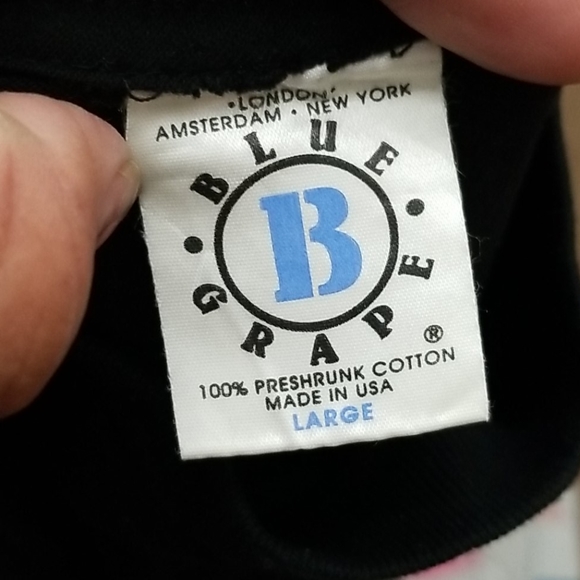 •LONDON•
AMSTERDAM • NEW YORK
BLUE
B
GRAPE
®
100% PRESHRUNK COTTON
MADE IN USA
LARGE